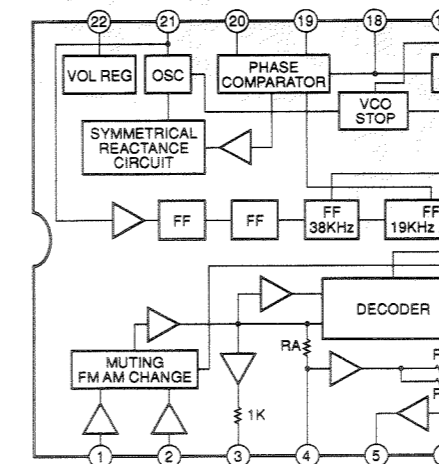 22 21 20 19 18
VOL REG
OSC
PHASE
COMPARATOR
VCO
STOP
SYMMETRICAL
REACTANCE
CIRCUIT
FF
FF
FF
38KHz
FF
19KHz
DECODER
RA
MUTING
FM AM CHANGE
1K
1 2 3 4 5